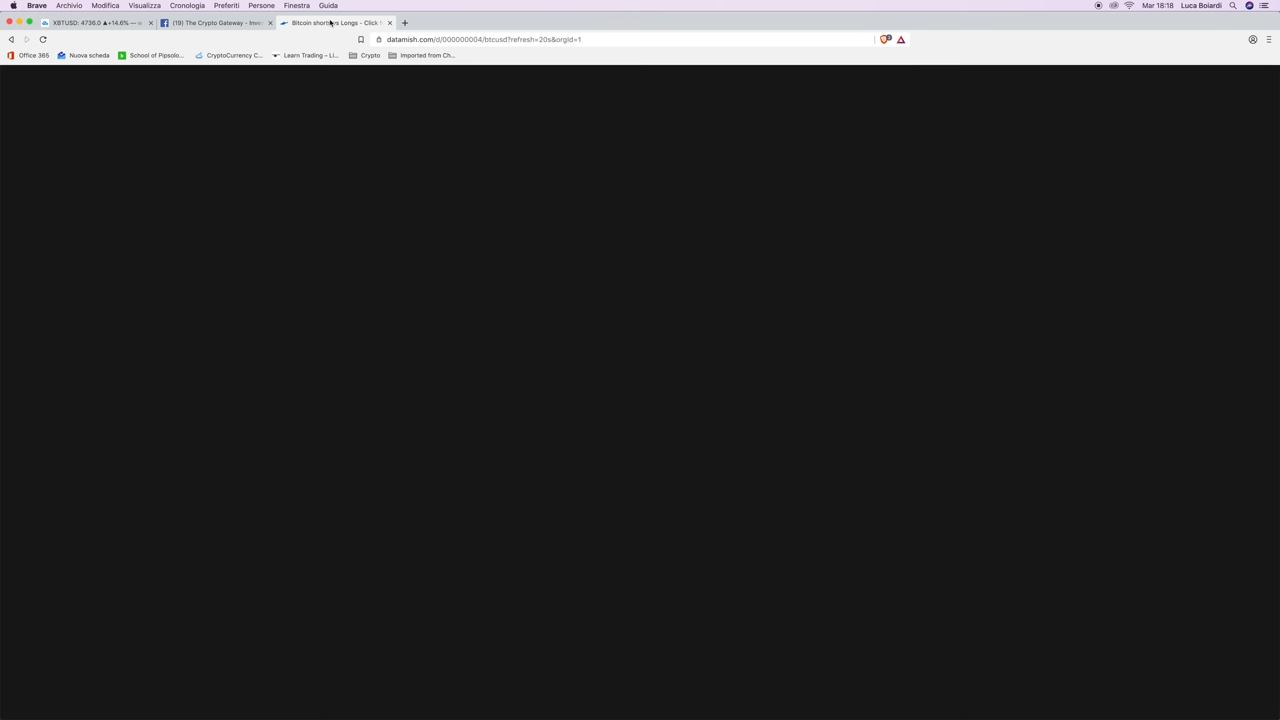 Brave Archivio Modifica Visualizza Cronologia Preferiti Persone Finestra Guida Mar 18:18 Luca Boiardi
XBTUSD: 4736.0 ▲+14.6% — (19) The Crypto Gateway - Inve Bitcoin shorts vs Longs - Click
datamish.com/d/000000004/btcusd?refresh=20s&orgId=1
Office 365 Nuova scheda School of Pipsolo... CryptoCurrency C... Learn Trading – Li... Crypto Imported from Ch...